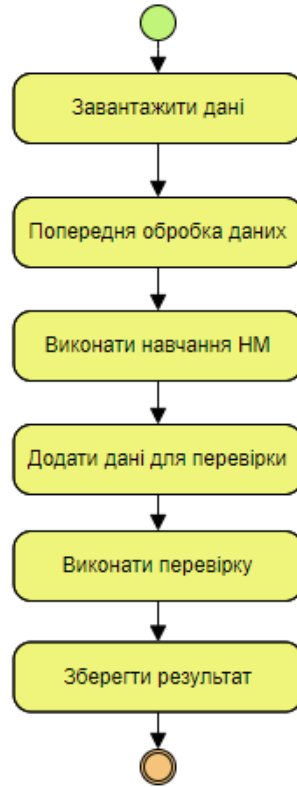 Завантажити дані
Попередня обробка даних
Виконати навчання НМ
Додати дані для перевірки
Виконати перевірку
Зберегти результат